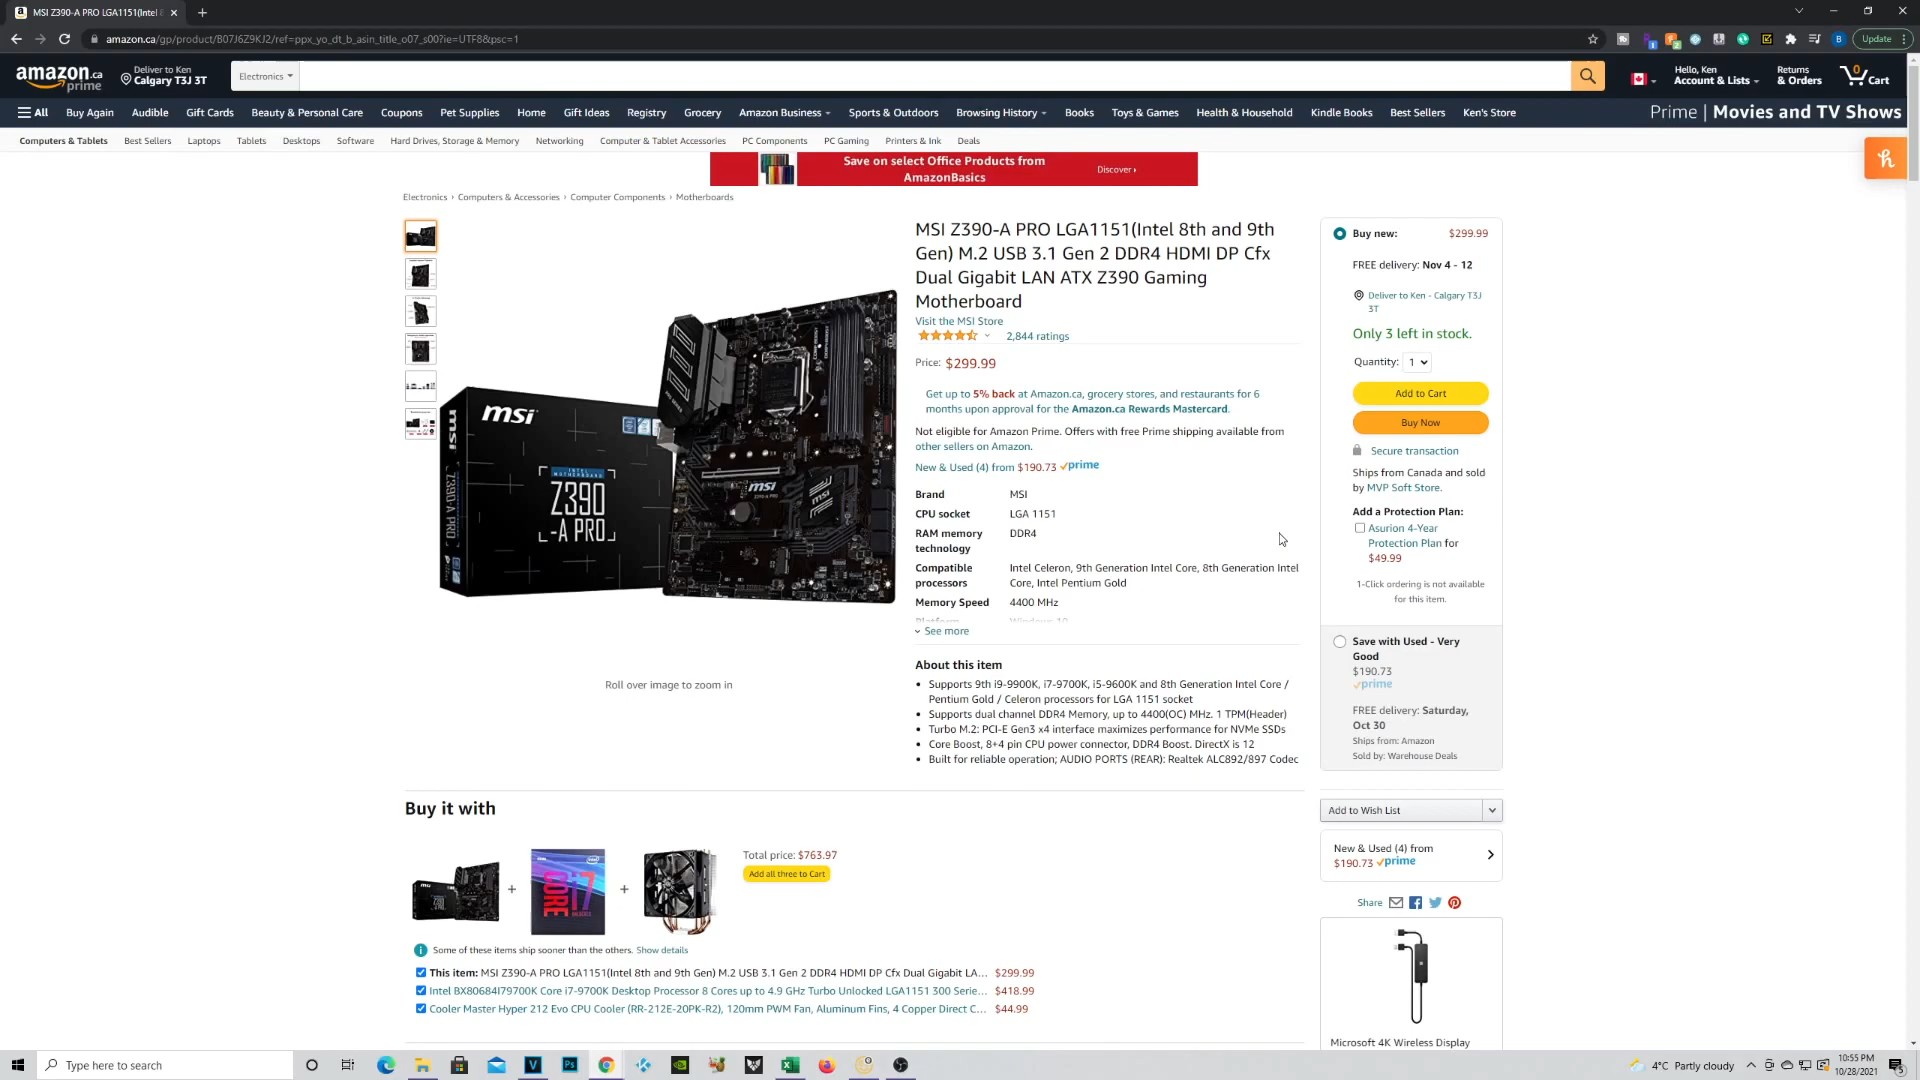 MSI Z390-A PRO LGA1151(Intel 8
amazon.ca/gp/product/B07J6Z9KJ2/ref=ppx_yo_dt_b_asin_title_o07_s00?ie=UTF8&psc=1
Update
amazon.ca
prime
Deliver to Ken
Calgary T3J 3T
Electronics
Hello, Ken
Account & Lists
Returns
& Orders
0
Cart
All Buy Again Audible Gift Cards Beauty & Personal Care Coupons Pet Supplies Home Gift Ideas Registry Grocery Amazon Business Sports & Outdoors Browsing History Books Toys & Games Health & Household Kindle Books Best Sellers Ken's Store
Prime | Movies and TV Shows
Computers & Tablets Best Sellers Laptops Tablets Desktops Software Hard Drives, Storage & Memory Networking Computer & Tablet Accessories PC Components PC Gaming Printers & Ink Deals
Save on select Office Products from
AmazonBasics
Discover ›
Electronics › Computers & Accessories › Computer Components › Motherboards
msi
msi
INTEL
MOTHERBOARD
Z390
-A PRO
Z390-A PRO
msi
msi
Roll over image to zoom in
MSI Z390-A PRO LGA1151(Intel 8th and 9th
Gen) M.2 USB 3.1 Gen 2 DDR4 HDMI DP Cfx
Dual Gigabit LAN ATX Z390 Gaming
Motherboard
Visit the MSI Store
2,844 ratings
Price: $299.99
Get up to 5% back at Amazon.ca, grocery stores, and restaurants for 6
months upon approval for the Amazon.ca Rewards Mastercard.
Not eligible for Amazon Prime. Offers with free Prime shipping available from
other sellers on Amazon.
New & Used (4) from $190.73 prime
Brand MSI
CPU socket LGA 1151
RAM memory DDR4
technology
Compatible Intel Celeron, 9th Generation Intel Core, 8th Generation Intel
processors Core, Intel Pentium Gold
Memory Speed 4400 MHz
Platform Windows 10
See more
About this item
• Supports 9th i9-9900K, i7-9700K, i5-9600K and 8th Generation Intel Core /
Pentium Gold / Celeron processors for LGA 1151 socket
• Supports dual channel DDR4 Memory, up to 4400(OC) MHz. 1 TPM(Header)
• Turbo M.2: PCI-E Gen3 x4 interface maximizes performance for NVMe SSDs
• Core Boost, 8+4 pin CPU power connector, DDR4 Boost. DirectX is 12
• Built for reliable operation; AUDIO PORTS (REAR): Realtek ALC892/897 Codec
Buy new: $299.99
FREE delivery: Nov 4 - 12
Deliver to Ken - Calgary T3J
3T
Only 3 left in stock.
Quantity: 1
Add to Cart
Buy Now
Secure transaction
Ships from Canada and sold
by MVP Soft Store.
Add a Protection Plan:
Asurion 4-Year
Protection Plan for
$49.99
1-Click ordering is not available
for this item.
Save with Used - Very
Good
$190.73
prime
FREE delivery: Saturday,
Oct 30
Ships from: Amazon
Sold by: Warehouse Deals
Add to Wish List
New & Used (4) from
$190.73 prime
Share
Microsoft 4K Wireless Display
Buy it with
+
CORE
i7
+
Total price: $763.97
Add all three to Cart
Some of these items ship sooner than the others. Show details
This item: MSI Z390-A PRO LGA1151(Intel 8th and 9th Gen) M.2 USB 3.1 Gen 2 DDR4 HDMI DP Cfx Dual Gigabit LA... $299.99
Intel BX80684I79700K Core i7-9700K Desktop Processor 8 Cores up to 4.9 GHz Turbo Unlocked LGA1151 300 Serie... $418.99
Cooler Master Hyper 212 Evo CPU Cooler (RR-212E-20PK-R2), 120mm PWM Fan, Aluminum Fins, 4 Copper Direct C... $44.99
Type here to search
4°C Partly cloudy
10:55 PM
10/28/2021